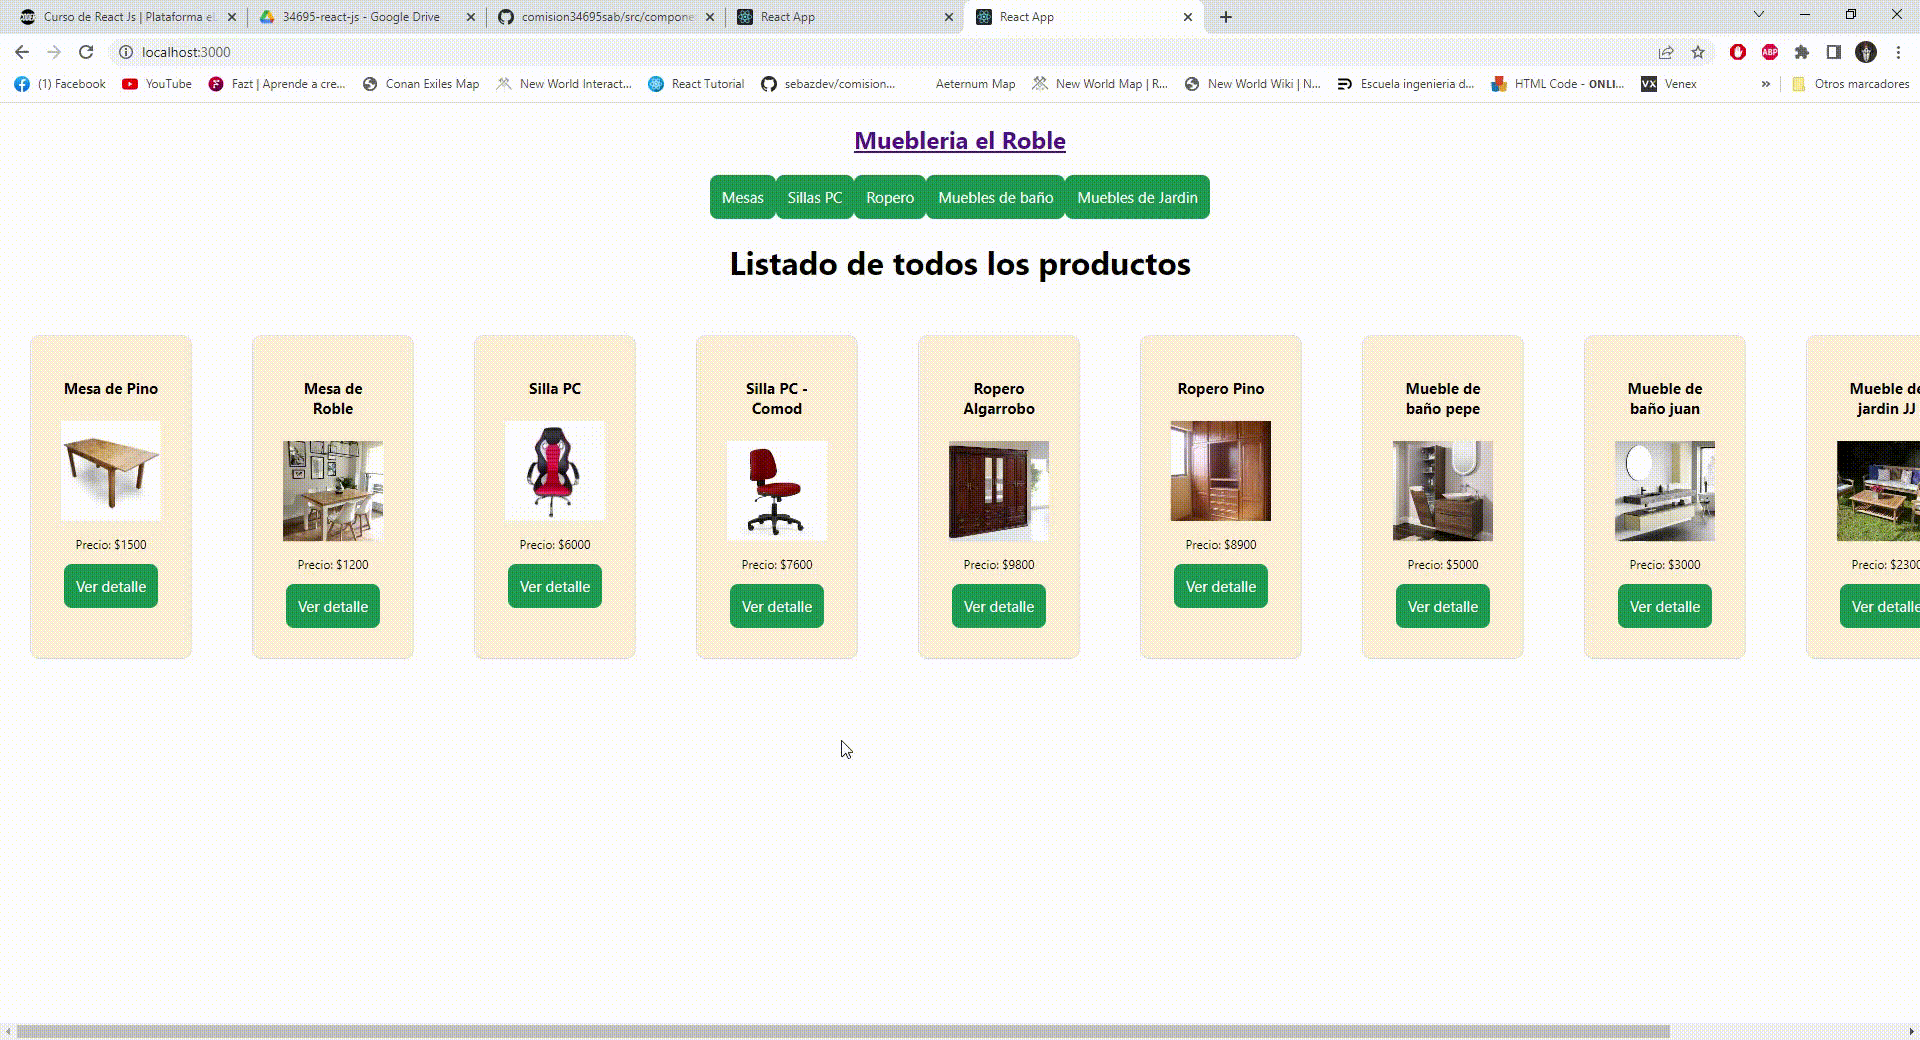 Curso de React Js | Plataforma eL
34695-react-js - Google Drive
comision34695sab/src/compone
React App
React App
localhost:3000
(1) Facebook
YouTube
Fazt | Aprende a cre...
Conan Exiles Map
New World Interact...
React Tutorial
sebazdev/comision...
Aeternum Map
New World Map | R...
New World Wiki | N...
Escuela ingenieria d...
HTML Code - ONLI...
Venex
»
Otros marcadores
Muebleria el Roble
Mesas
Sillas PC
Ropero
Muebles de baño
Muebles de Jardin
Listado de todos los productos
Mesa de Pino
Precio: $1500
Ver detalle
Mesa de
Roble
Precio: $1200
Ver detalle
Silla PC
Precio: $6000
Ver detalle
Silla PC -
Comod
Precio: $7600
Ver detalle
Ropero
Algarrobo
Precio: $9800
Ver detalle
Ropero Pino
Precio: $8900
Ver detalle
Mueble de
baño pepe
Precio: $5000
Ver detalle
Mueble de
baño juan
Precio: $3000
Ver detalle
Mueble de
jardin JJ
Precio: $2300
Ver detalle